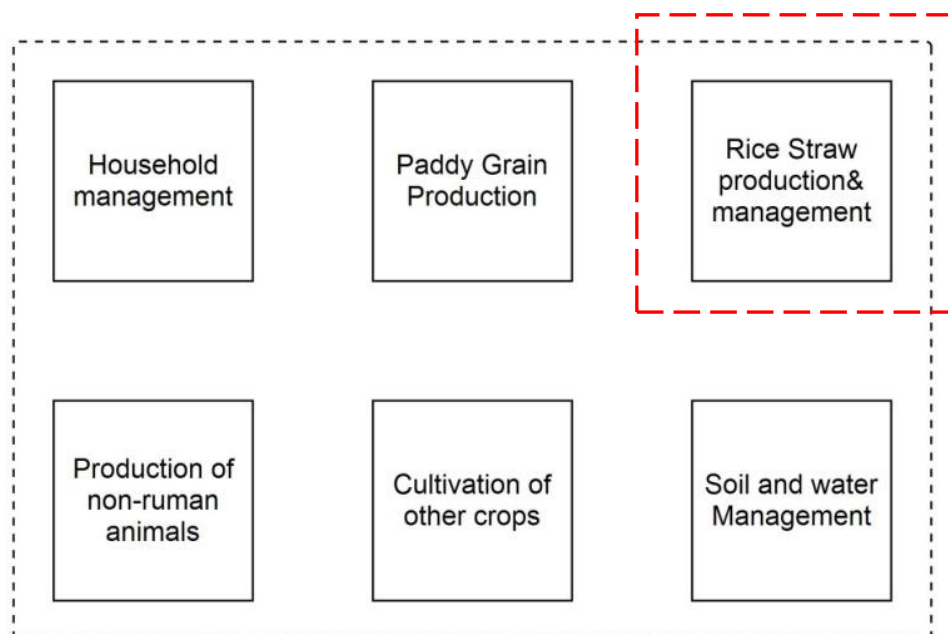 Household
management
Paddy Grain
Production
Rice Straw
production&
management
Production of
non-ruman
animals
Cultivation of
other crops
Soil and water
Management